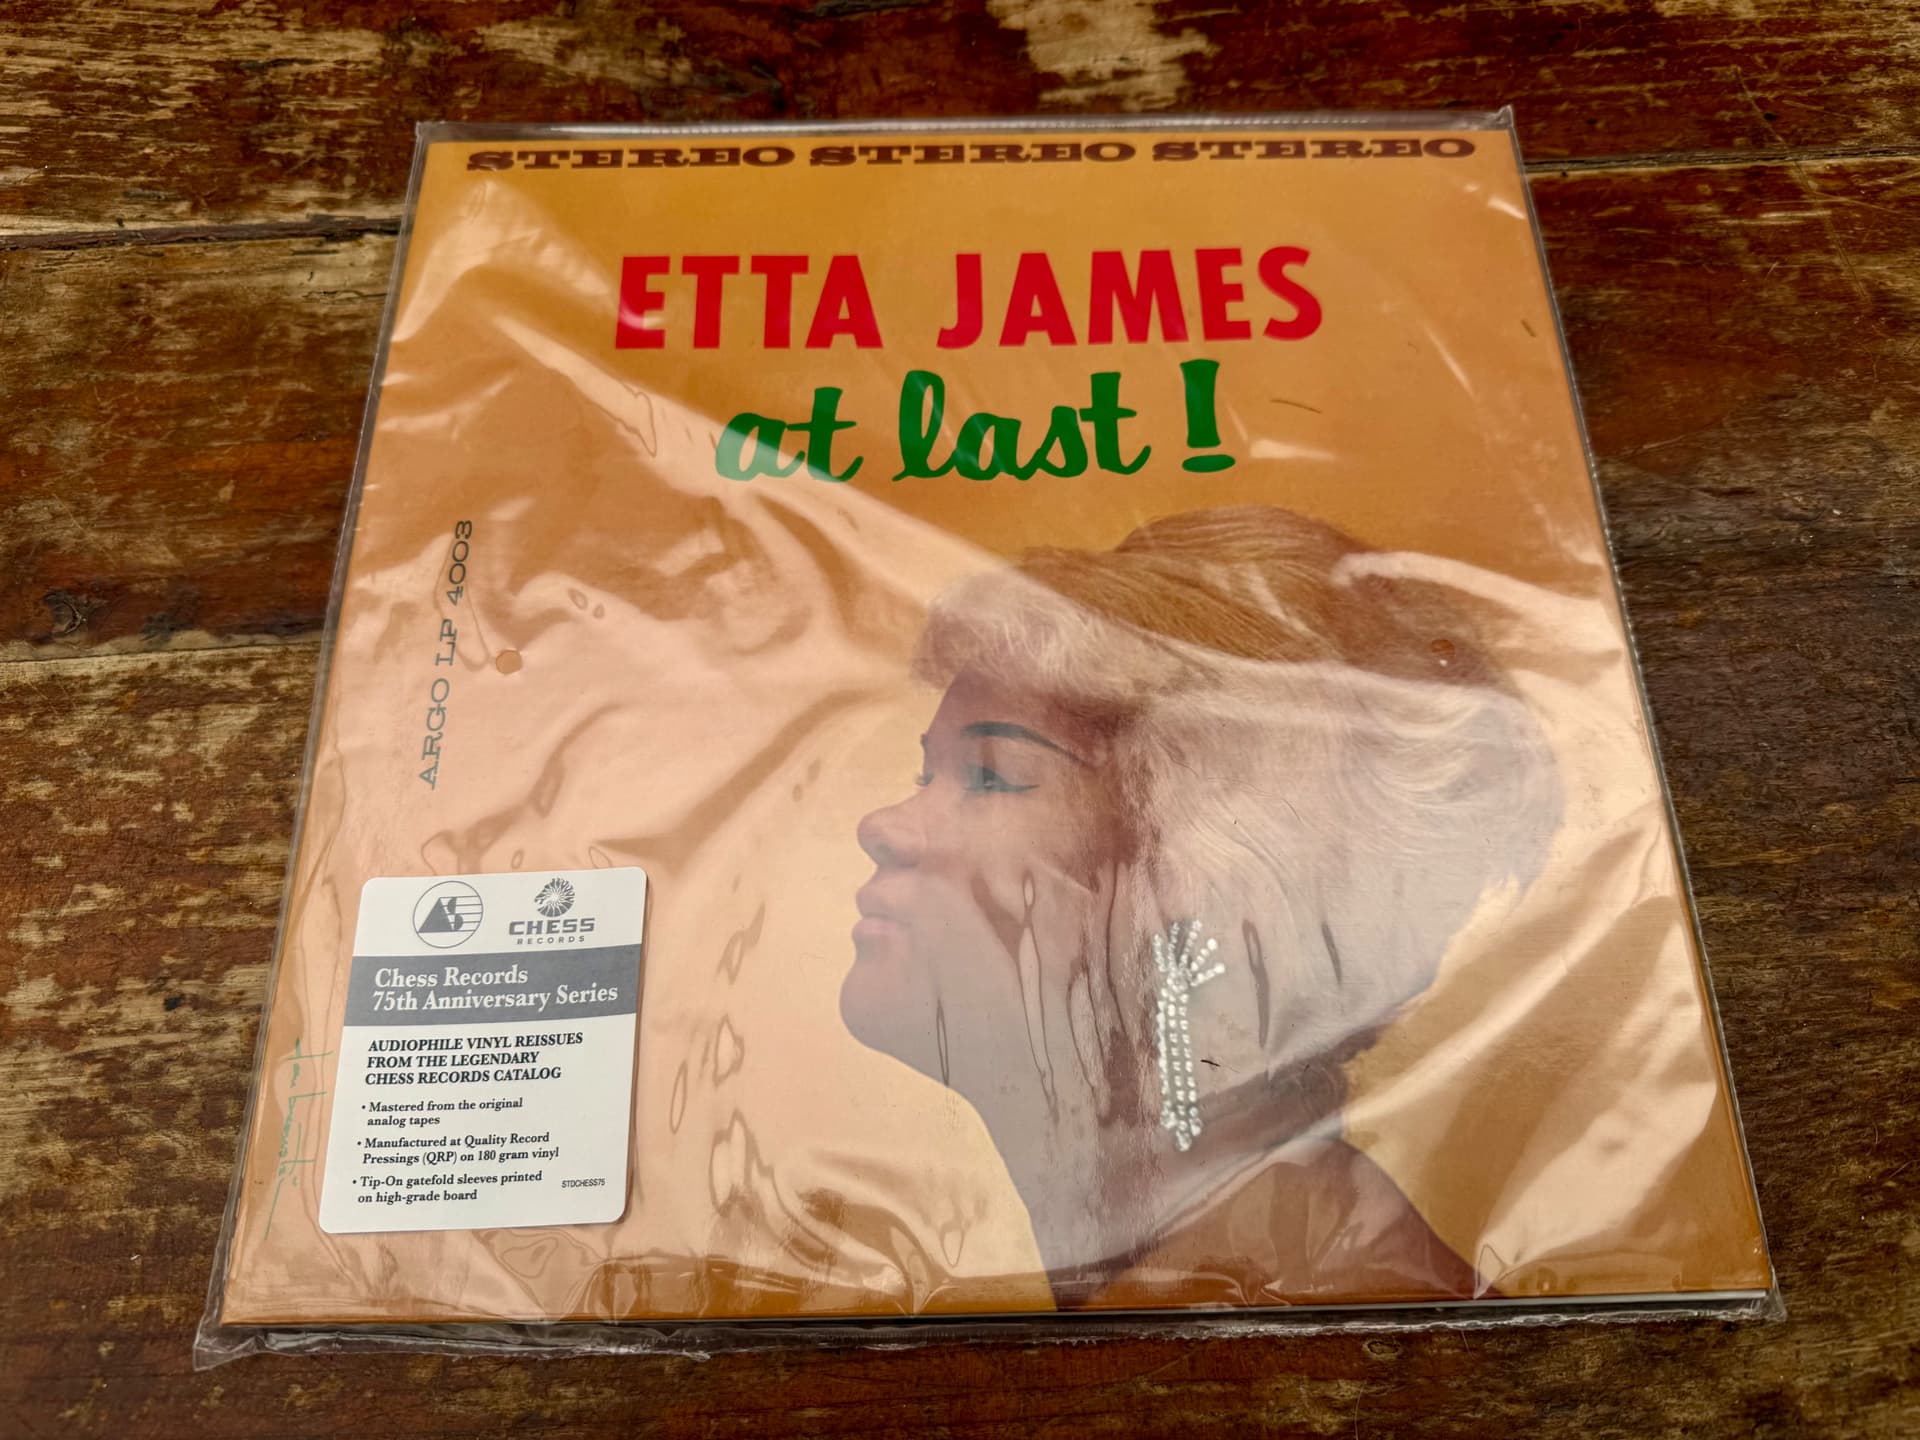 STEREO STEREO STEREO
ETTA JAMES
at last!
ARGO LP 4003
AS
CHESS
RECORDS
Chess Records
75th Anniversary Series
AUDIOPHILE VINYL REISSUES
FROM THE LEGENDARY
CHESS RECORDS CATALOG
• Mastered from the original
analog tapes
• Manufactured at Quality Record
Pressings (QRP) on 180 gram vinyl
• Tip-On gatefold sleeves printed
on high-grade board
STDCHESS75